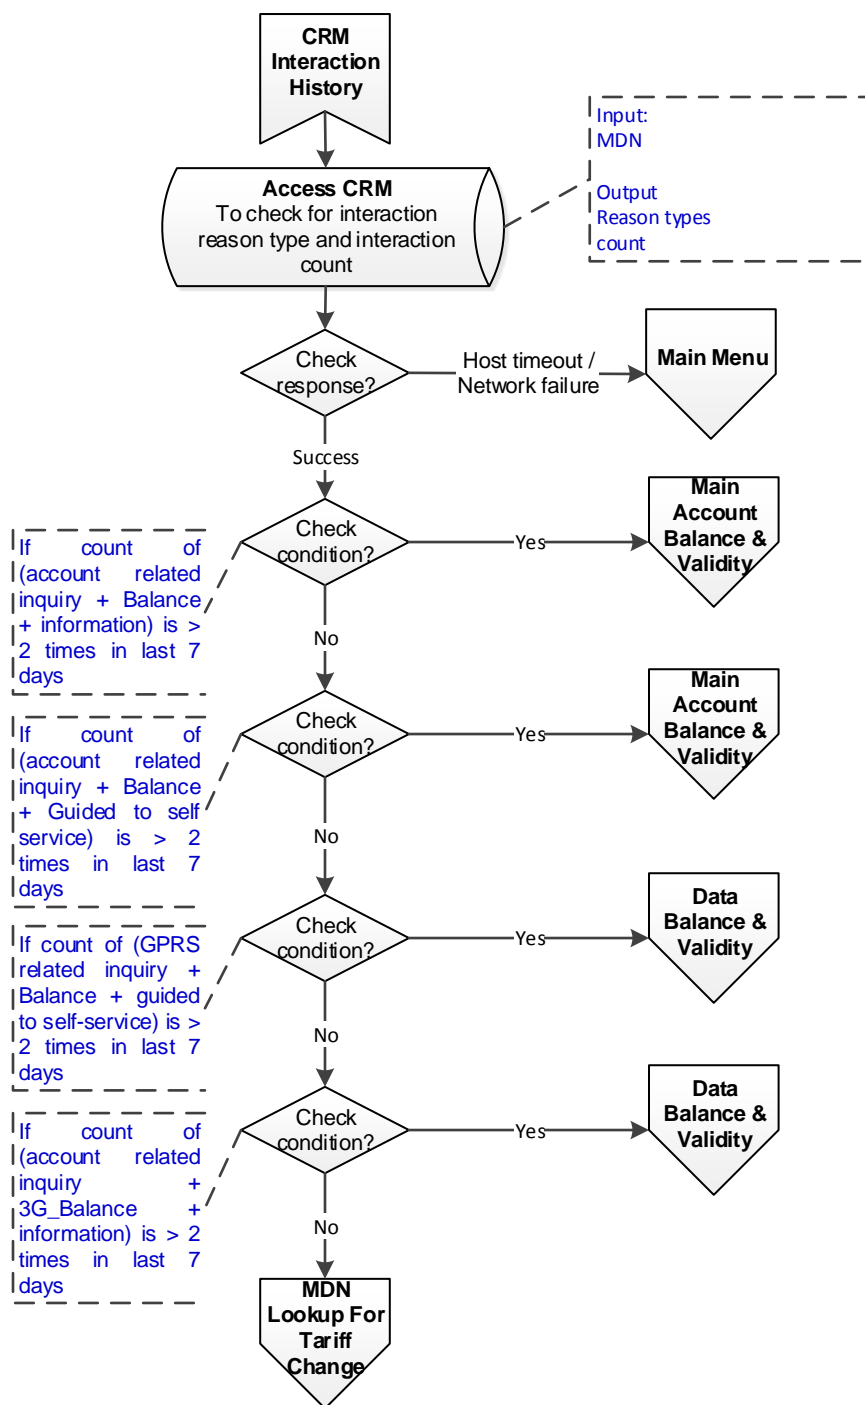 CRM
Interaction
History
Input:
MDN
Output
Reason types
count
Access CRM
To check for interaction
reason type and interaction
count
Check
response?
Host timeout /
Network failure
Main Menu
Success
If count of
(account related
inquiry + Balance
+ information) is >
2 times in last 7
days
Check
condition?
Yes
Main
Account
Balance &
Validity
No
If count of
(account related
inquiry + Balance
+ Guided to self
service) is > 2
times in last 7
days
Check
condition?
Yes
Main
Account
Balance &
Validity
No
If count of (GPRS
related inquiry +
Balance + guided
to self-service) is >
2 times in last 7
days
Check
condition?
Yes
Data
Balance &
Validity
No
If count of
(account related
inquiry +
3G_Balance +
information) is > 2
times in last 7
days
Check
condition?
Yes
Data
Balance &
Validity
No
MDN
Lookup For
Tariff
Change